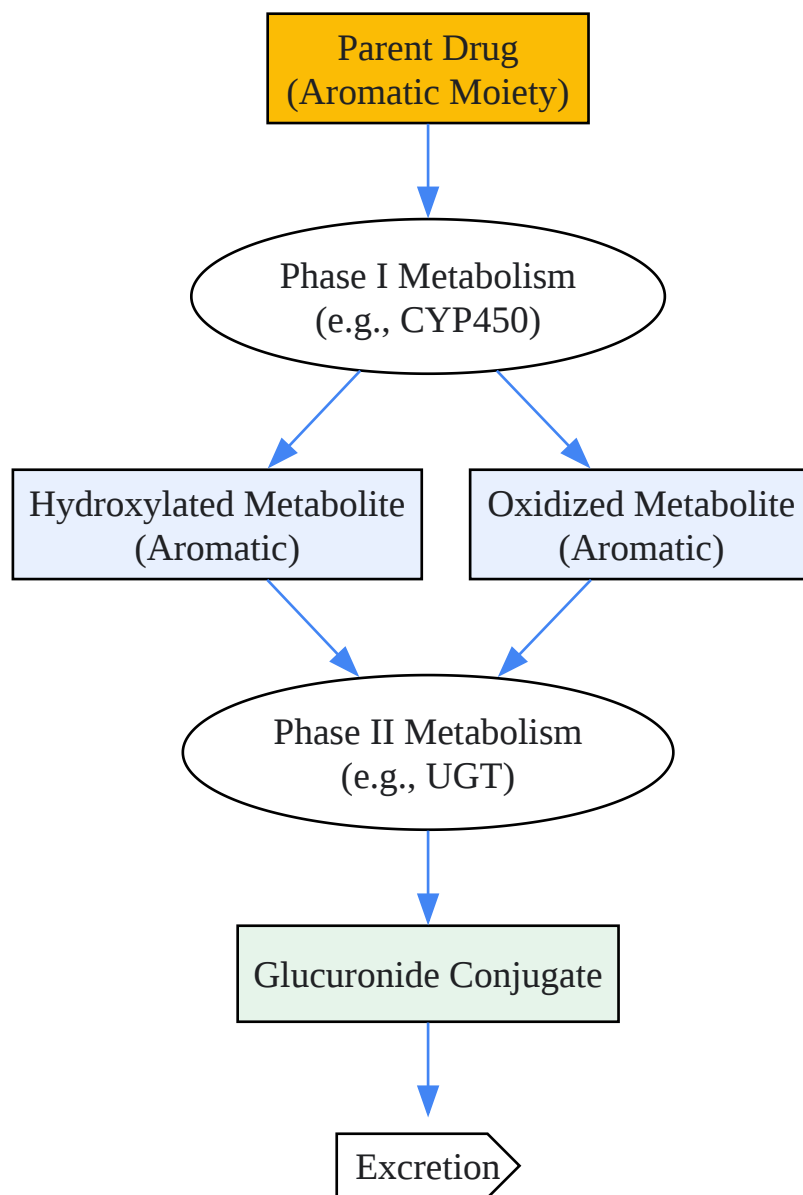 Parent Drug
(Aromatic Moiety)
Phase I Metabolism
(e.g., CYP450)
Hydroxylated Metabolite
(Aromatic)
Oxidized Metabolite
(Aromatic)
Phase II Metabolism
(e.g., UGT)
Glucuronide Conjugate
Excretion